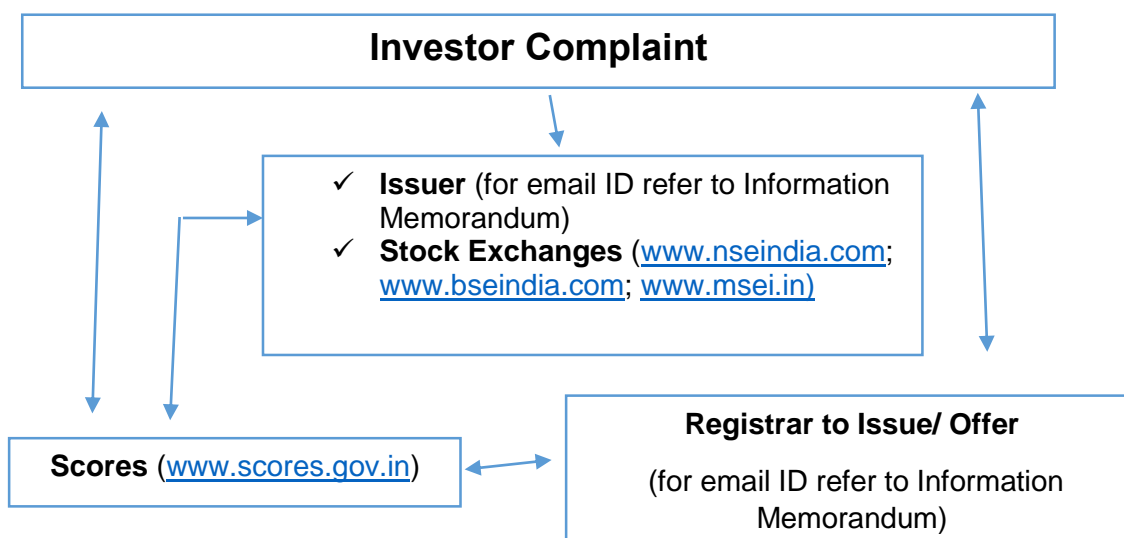 Investor Complaint
✓ Issuer (for email ID refer to Information
Memorandum)
✓ Stock Exchanges (www.nseindia.com;
www.bseindia.com; www.msei.in)
Scores (www.scores.gov.in)
Registrar to Issue/ Offer
(for email ID refer to Information
Memorandum)